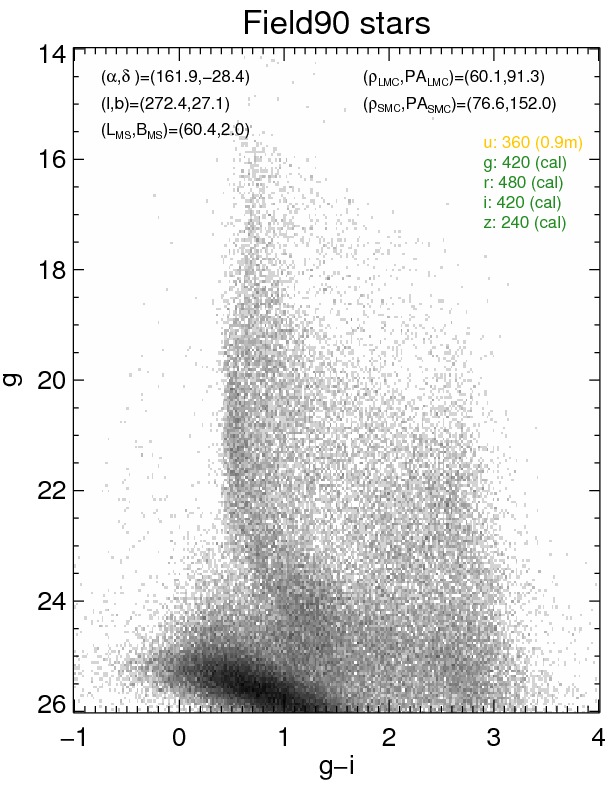 Field90 stars
(α,δ)=(161.9,−28.4)
(ρLMC,PALMC)=(60.1,91.3)
(l,b)=(272.4,27.1)
(ρSMC,PASMC)=(76.6,152.0)
(LMS,BMS)=(60.4,2.0)
u: 360 (0.9m)
g: 420 (cal)
r: 480 (cal)
i: 420 (cal)
z: 240 (cal)
14
16
18
20
22
24
26
g
−1 0 1 2 3 4
g−i